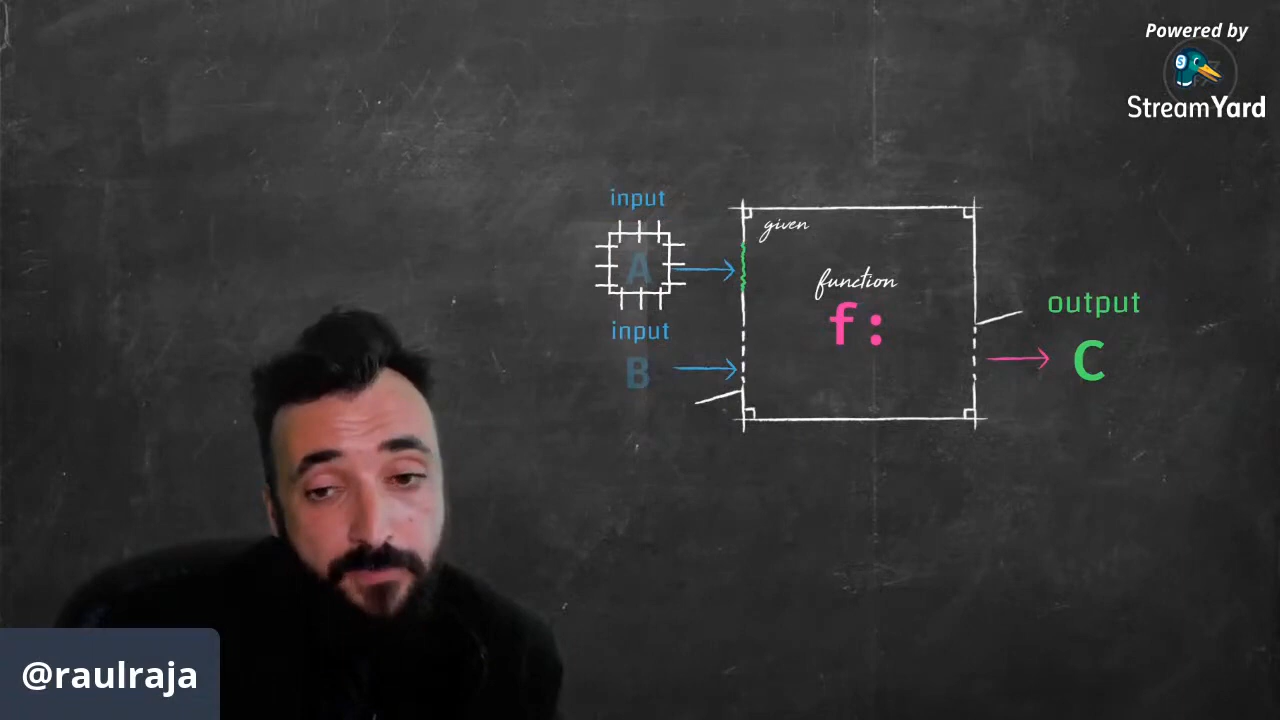 Powered by
StreamYard
input
A
given
function
f:
input
B
output
C
@raulraja